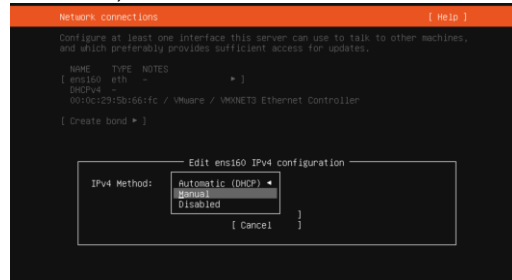 Network connections [ Help ]
Configure at least one interface this server can use to talk to other machines,
and which preferably provides sufficient access for updates.
NAME TYPE NOTES
[ ens160 eth - ▸ ]
DHCPv4 -
00:0c:29:5b:66:fc / VMware / VMXNET3 Ethernet Controller
[ Create bond ▸ ]
Edit ens160 IPv4 configuration
IPv4 Method: Automatic (DHCP) ◂
Manual
Disabled
]
[ Cancel ]